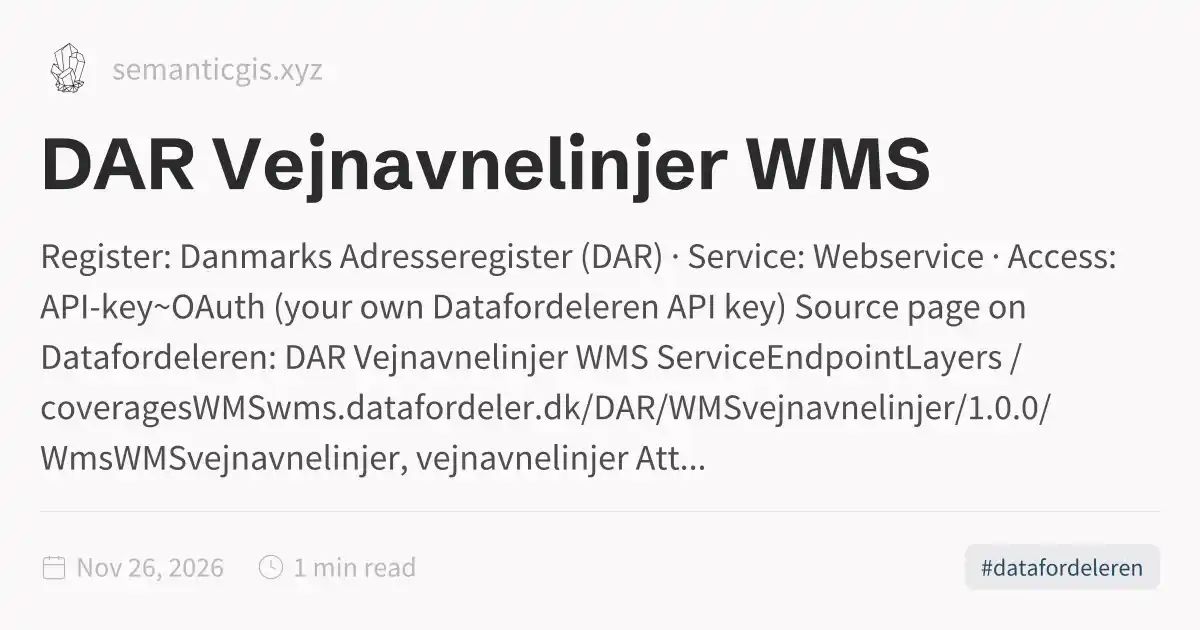 semanticgis.xyz
DAR Vejnavnelinjer WMS
Register: Danmarks Adresseregister (DAR) · Service: Webservice · Access:
API-key~OAuth (your own Datafordeleren API key) Source page on
Datafordeleren: DAR Vejnavnelinjer WMS ServiceEndpointLayers /
coveragesWMSwms.datafordeler.dk/DAR/WMSvejnavnelinjer/1.0.0/
WmsWMSvejnavnelinjer, vejnavnelinjer Att...
Nov 26, 2026 1 min read
#datafordeleren